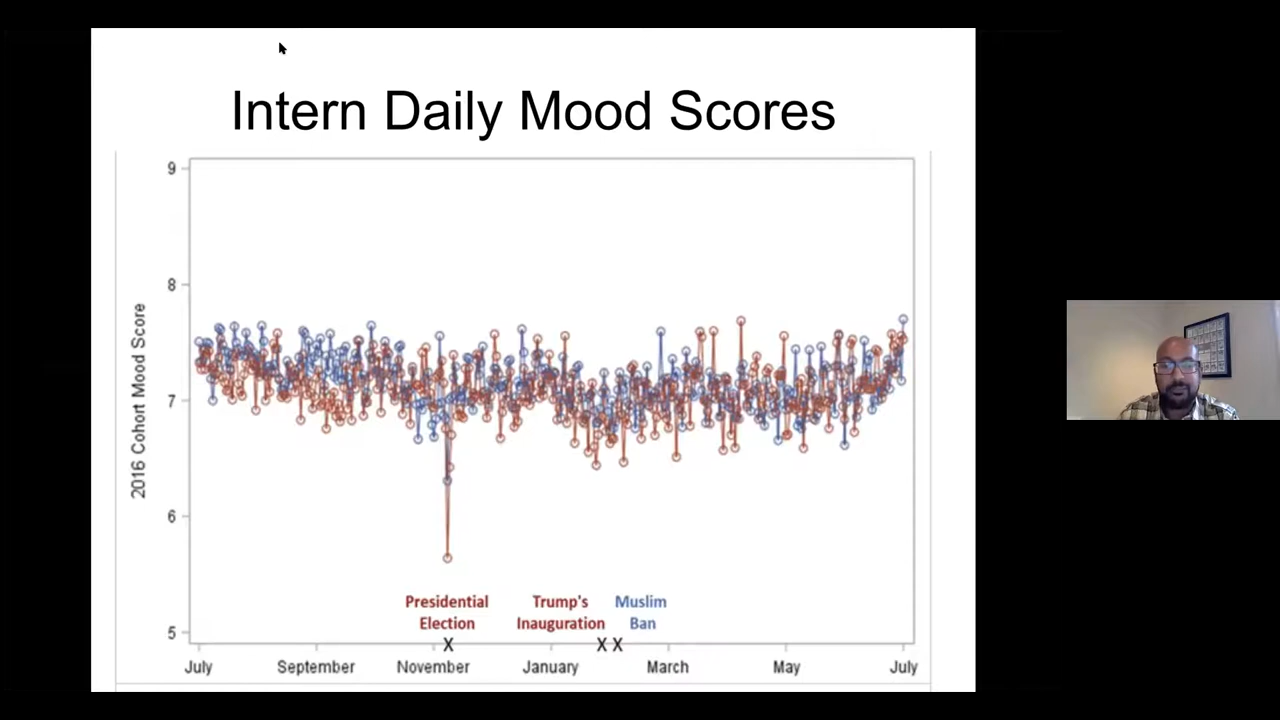 Intern Daily Mood Scores
9
8
7
6
5
2016 Cohort Mood Score
Presidential
Election
X
Trump's
Inauguration
X
Muslim
Ban
X
July
September
November
January
March
May
July